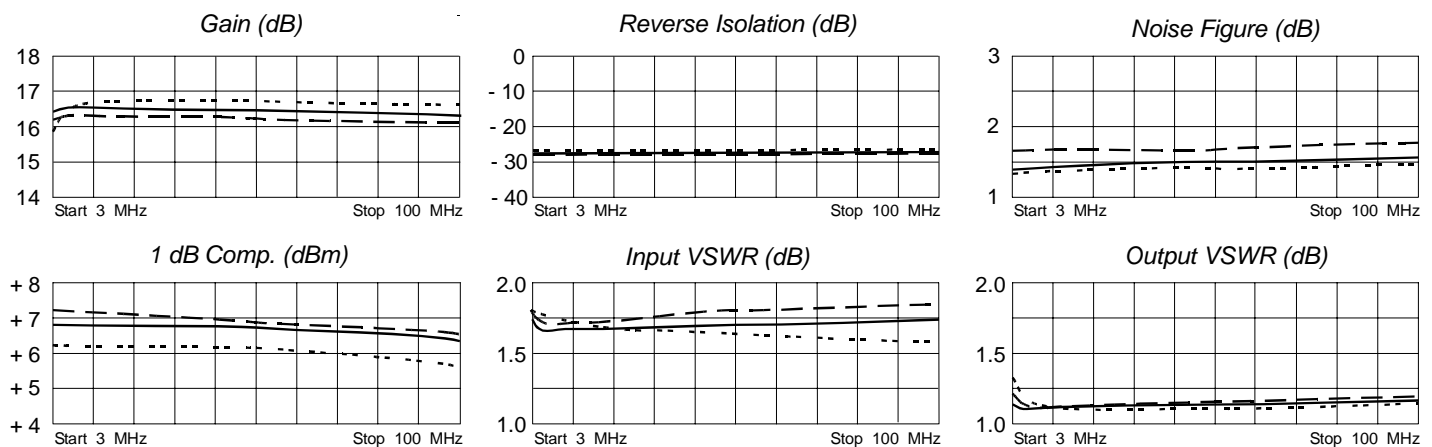 Gain (dB)
18
17
16
15
14
Start 3 MHz
Stop 100 MHz
Reverse Isolation (dB)
0
- 10
- 20
- 30
- 40
Start 3 MHz
Stop 100 MHz
Noise Figure (dB)
3
2
1
Start 3 MHz
Stop 100 MHz
1 dB Comp. (dBm)
+ 8
+ 7
+ 6
+ 5
+ 4
Start 3 MHz
Stop 100 MHz
Input VSWR (dB)
2.0
1.5
1.0
Start 3 MHz
Stop 100 MHz
Output VSWR (dB)
2.0
1.5
1.0
Start 3 MHz
Stop 100 MHz